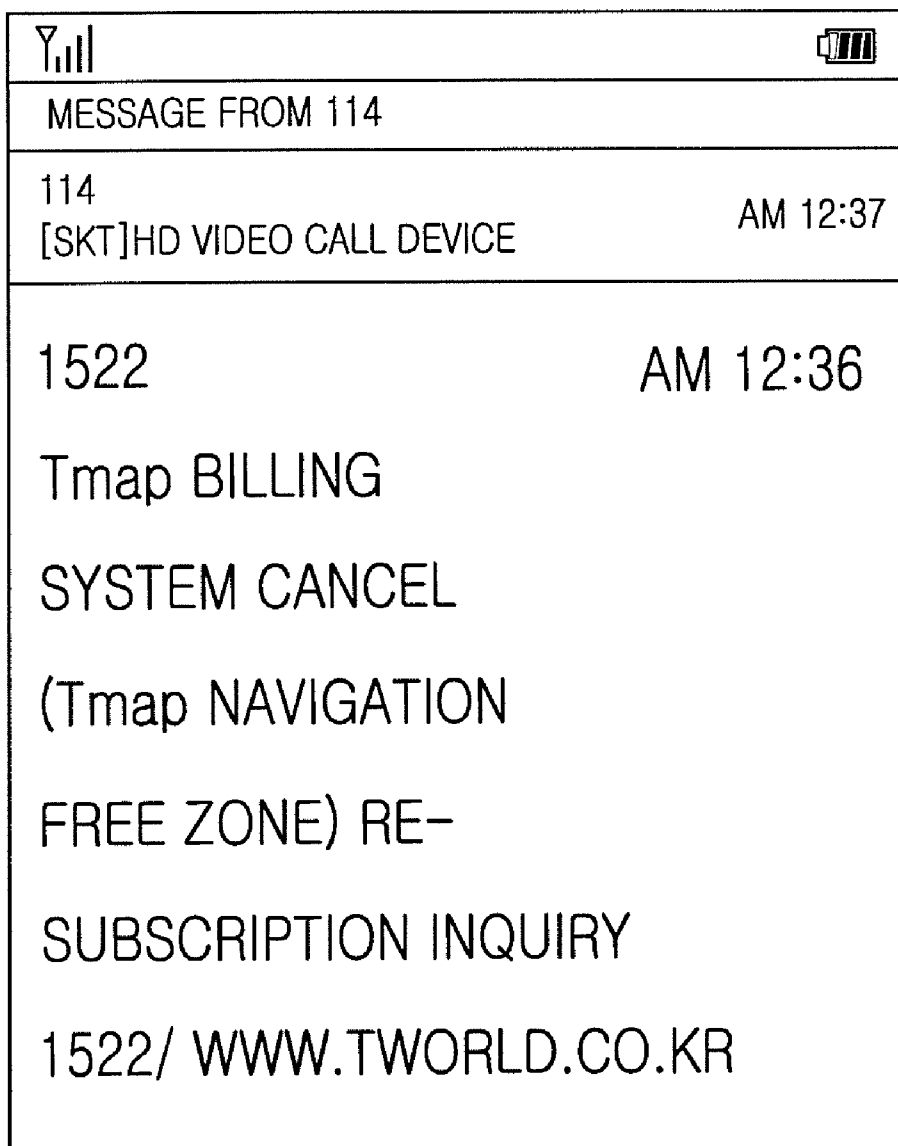 MESSAGE FROM 114
114
[SKT]HD VIDEO CALL DEVICE
AM 12:37
1522
AM 12:36
Tmap BILLING
SYSTEM CANCEL
(Tmap NAVIGATION
FREE ZONE) RE-
SUBSCRIPTION INQUIRY
1522/ WWW.TWORLD.CO.KR